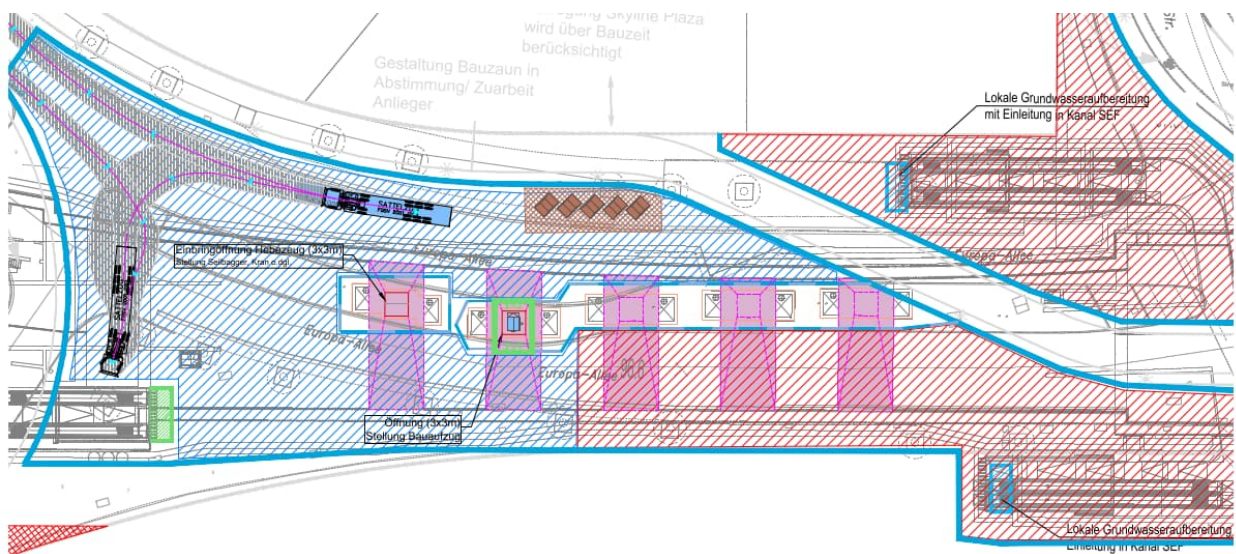 Skyline Plaza
wird über Bauzeit
berücksichtigt
Gestaltung Bauzaun in
Abstimmung/ Zuarbeit
Anlieger
Str.
Lokale Grundwasseraufbereitung
mit Einleitung in Kanal SEF
Einbringöffnung Hebezeug (3x3m)
Stellung Seilbagger, Kran o.dgl.
Europa-Allee
Europa-Allee
Europa-Allee
Europa-Allee
Öffnung (3x3m)
Stellung Bauaufzug
Lokale Grundwasseraufbereitung
Einleitung in Kanal SEF